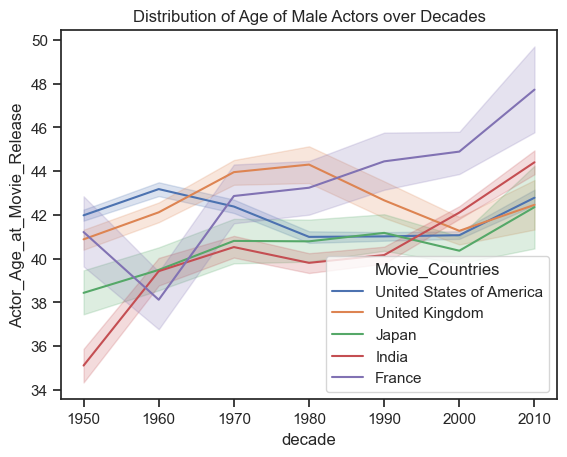 Distribution of Age of Male Actors over Decades
Actor_Age_at_Movie_Release
50
48
46
44
42
40
38
36
34
Movie_Countries
United States of America
United Kingdom
Japan
India
France
1950 1960 1970 1980 1990 2000 2010
decade